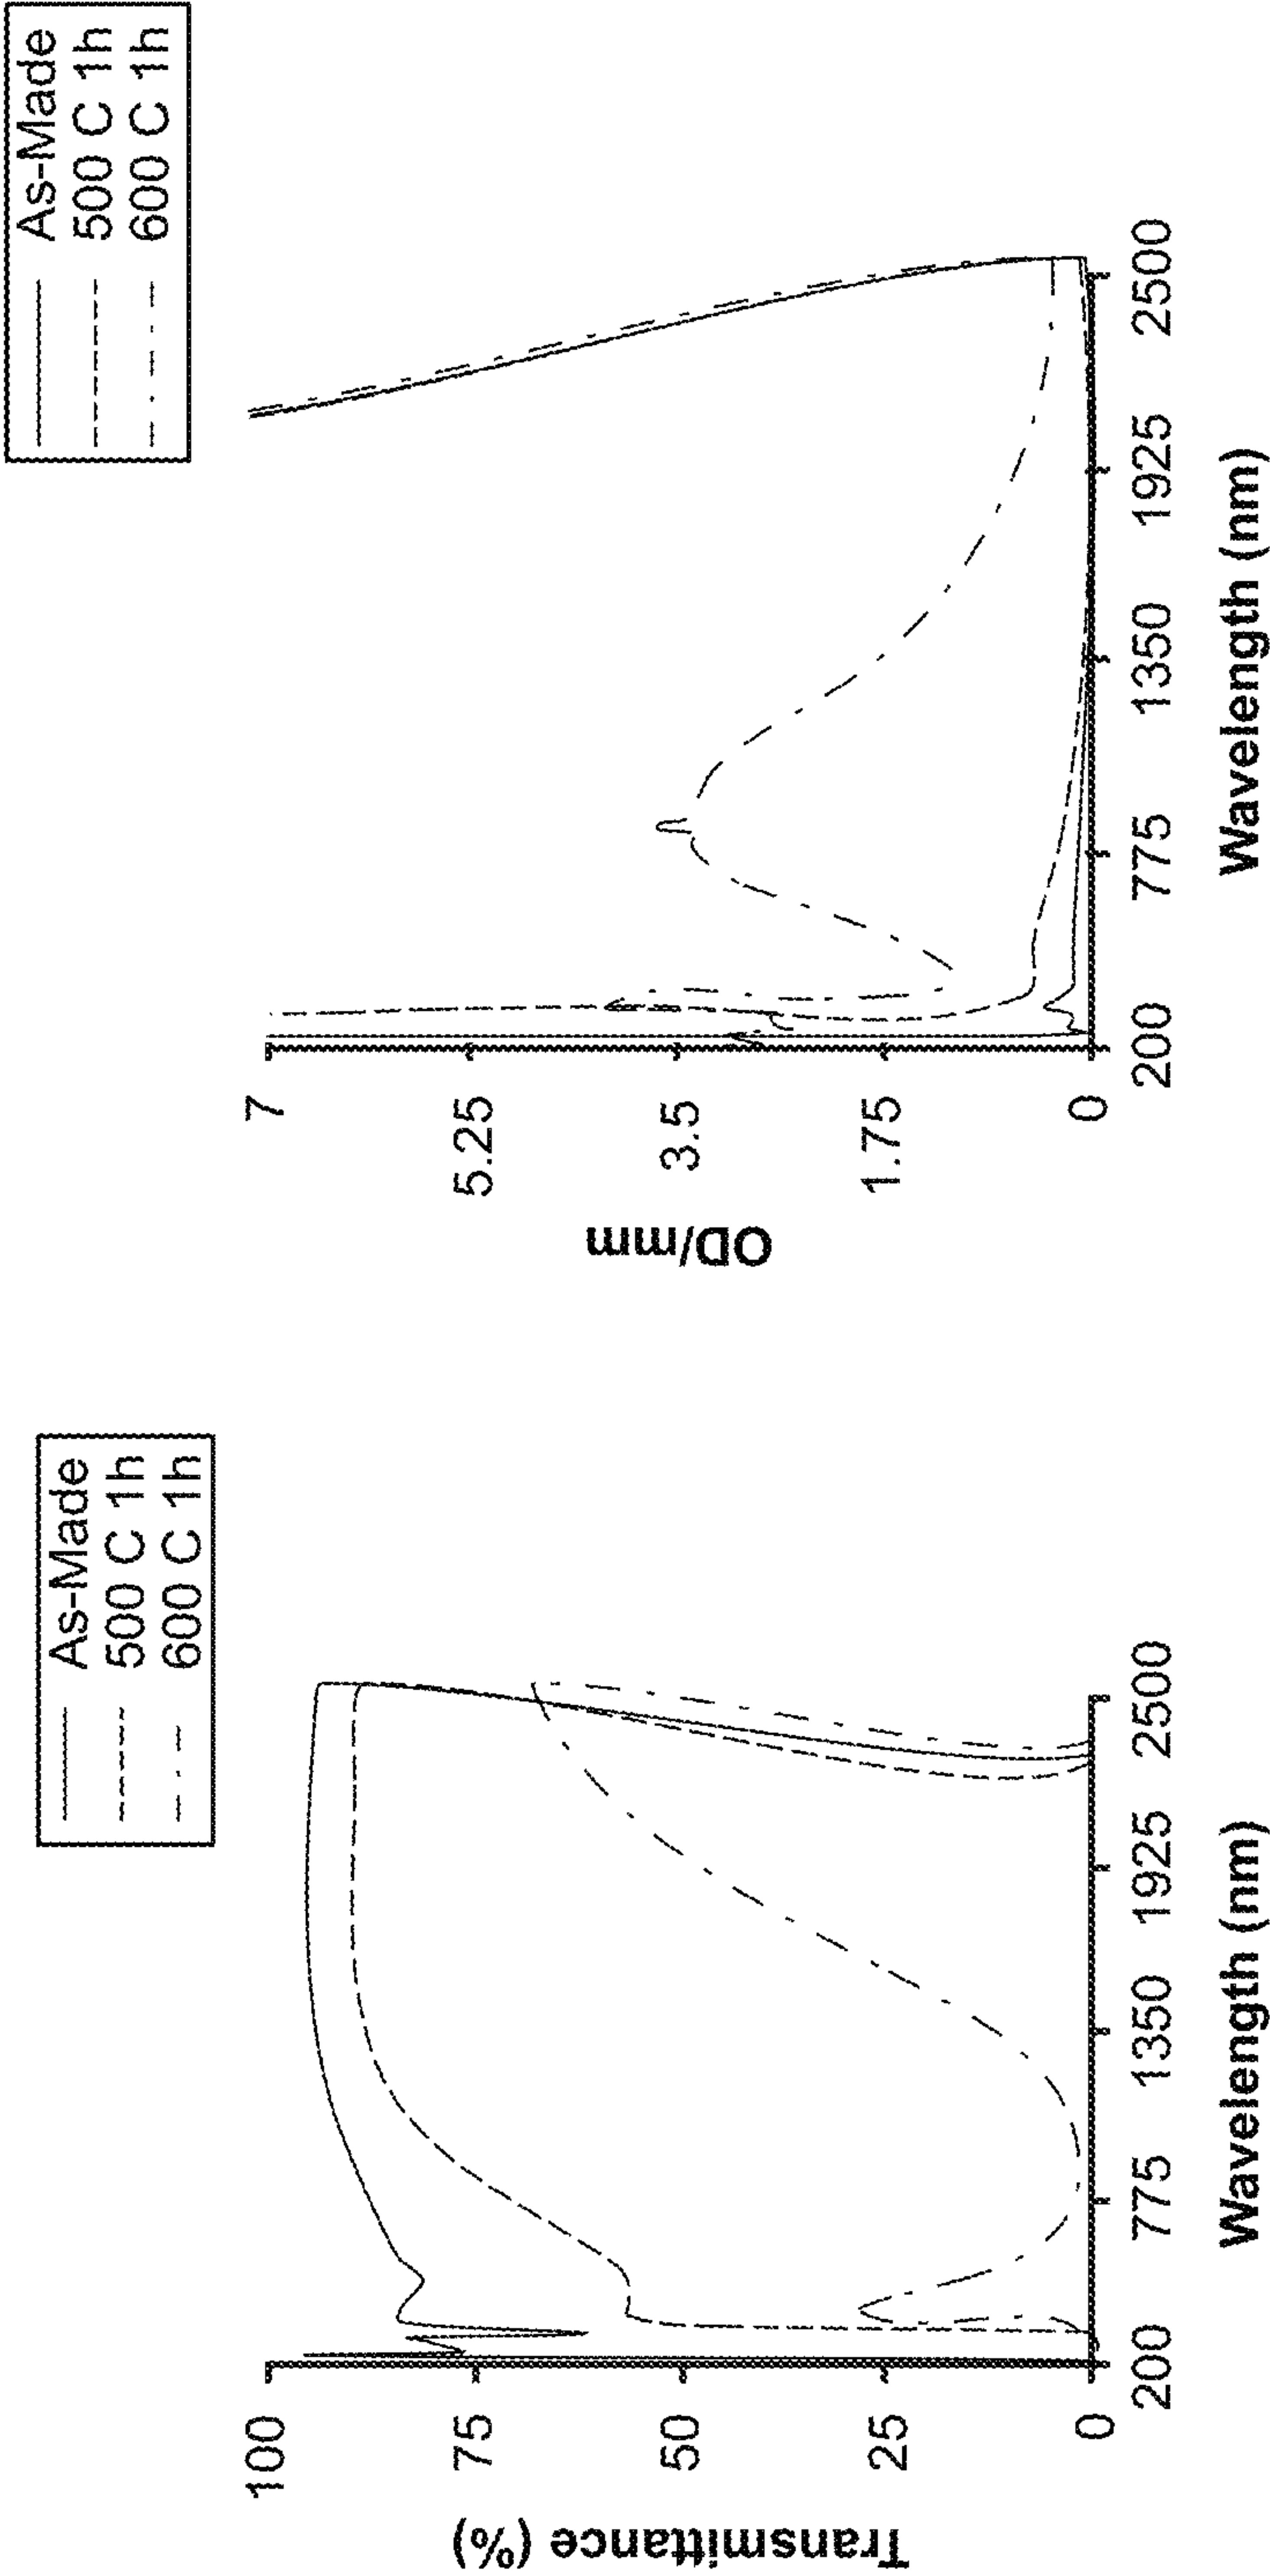 As-Made
500 C 1h
600 C 1h
100
75
50
25
0
Transmittance (%)
200
775
1350
1925
2500
Wavelength (nm)
As-Made
500 C 1h
600 C 1h
7
5.25
3.5
1.75
0
OD/mm
200
775
1350
1925
2500
Wavelength (nm)